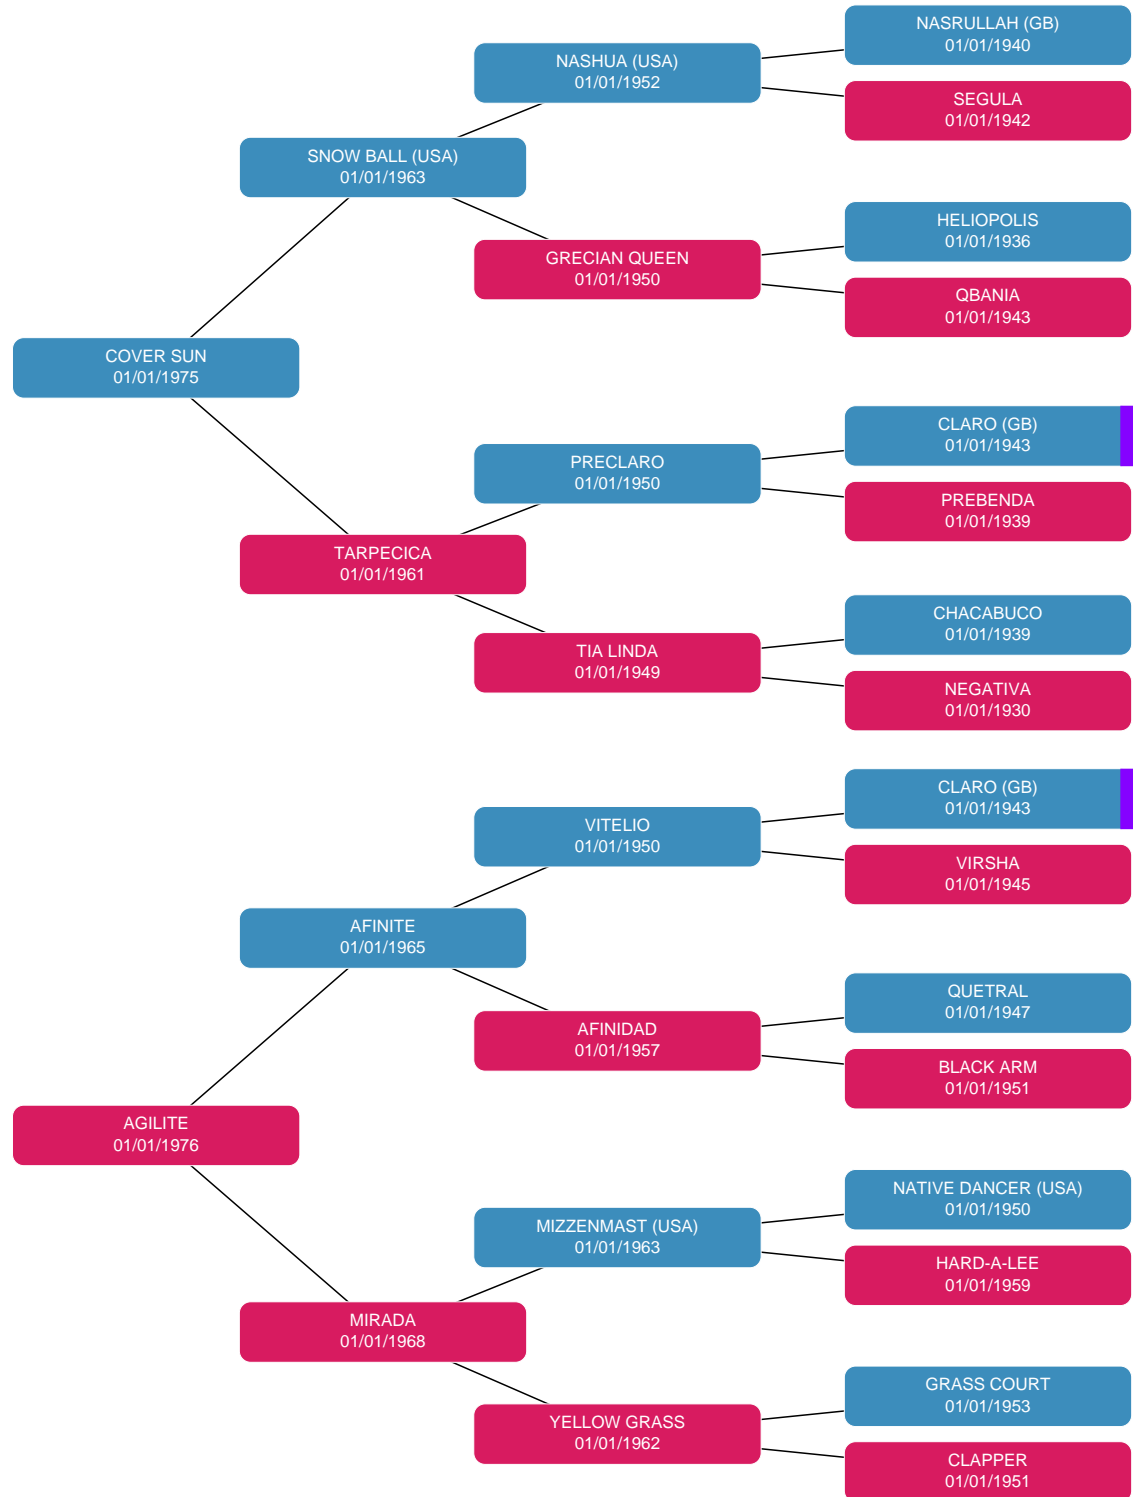 NASRULLAH (GB)
01/01/1940
NASHUA (USA)
01/01/1952
SEGULA
01/01/1942
SNOW BALL (USA)
01/01/1963
HELIOPOLIS
01/01/1936
GRECIAN QUEEN
01/01/1950
QBANIA
01/01/1943
COVER SUN
01/01/1975
CLARO (GB)
01/01/1943
PRECLARO
01/01/1950
PREBENDA
01/01/1939
TARPECICA
01/01/1961
CHACABUCO
01/01/1939
TIA LINDA
01/01/1949
NEGATIVA
01/01/1930
CLARO (GB)
01/01/1943
VITELIO
01/01/1950
VIRSHA
01/01/1945
AFINITE
01/01/1965
QUETRAL
01/01/1947
AFINIDAD
01/01/1957
BLACK ARM
01/01/1951
AGILITE
01/01/1976
NATIVE DANCER (USA)
01/01/1950
MIZZENMAST (USA)
01/01/1963
HARD-A-LEE
01/01/1959
MIRADA
01/01/1968
GRASS COURT
01/01/1953
YELLOW GRASS
01/01/1962
CLAPPER
01/01/1951